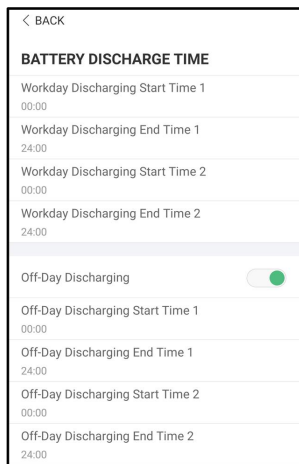 < BACK
BATTERY DISCHARGE TIME
Workday Discharging Start Time 1
00:00
Workday Discharging End Time 1
24:00
Workday Discharging Start Time 2
00:00
Workday Discharging End Time 2
24:00
Off-Day Discharging
Off-Day Discharging Start Time 1
00:00
Off-Day Discharging End Time 1
24:00
Off-Day Discharging Start Time 2
00:00
Off-Day Discharging End Time 2
24:00